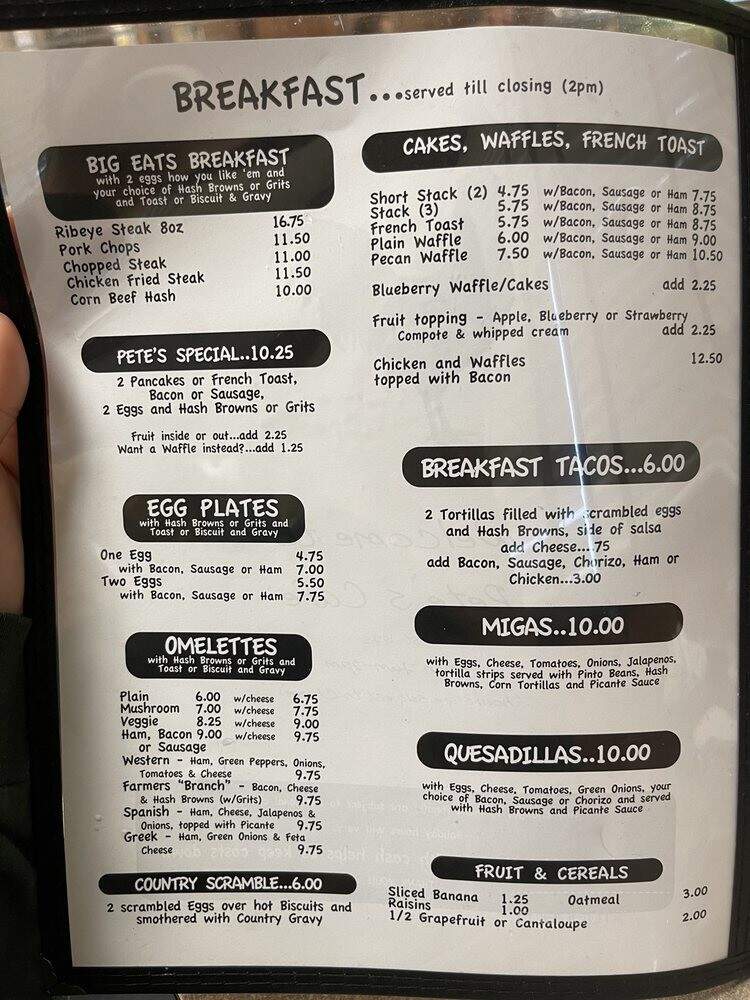 BREAKFAST...served till closing (2pm)
BIG EATS BREAKFAST
with 2 eggs how you like 'em and
your choice of Hash Browns or Grits
and Toast or Biscuit & Gravy
Ribeye Steak 8oz 16.75
Pork Chops 11.50
Chopped Steak 11.00
Chicken Fried Steak 11.50
Corn Beef Hash 10.00
PETE'S SPECIAL..10.25
2 Pancakes or French Toast,
Bacon or Sausage,
2 Eggs and Hash Browns or Grits
Fruit inside or out...add 2.25
Want a Waffle instead?...add 1.25
EGG PLATES
with Hash Browns or Grits and
Toast or Biscuit and Gravy
One Egg 4.75
with Bacon, Sausage or Ham 7.00
Two Eggs 5.50
with Bacon, Sausage or Ham 7.75
OMELETTES
with Hash Browns or Grits and
Toast or Biscuit and Gravy
Plain 6.00 w/cheese 6.75
Mushroom 7.00 w/cheese 7.75
Veggie 8.25 w/cheese 9.00
Ham, Bacon 9.00 w/cheese 9.75
or Sausage
Western - Ham, Green Peppers, Onions,
Tomatoes & Cheese 9.75
Farmers "Branch" - Bacon, Cheese
& Hash Browns (w/Grits) 9.75
Spanish - Ham, Cheese, Jalapenos &
Onions, topped with Picante 9.75
Greek - Ham, Green Onions & Feta
Cheese 9.75
COUNTRY SCRAMBLE...6.00
2 scrambled Eggs over hot Biscuits and
smothered with Country Gravy
CAKES, WAFFLES, FRENCH TOAST
Short Stack (2) 4.75 w/Bacon, Sausage or Ham 7.75
Stack (3) 5.75 w/Bacon, Sausage or Ham 8.75
French Toast 5.75 w/Bacon, Sausage or Ham 8.75
Plain Waffle 6.00 w/Bacon, Sausage or Ham 9.00
Pecan Waffle 7.50 w/Bacon, Sausage or Ham 10.50
Blueberry Waffle/Cakes add 2.25
Fruit topping - Apple, Blueberry or Strawberry
Compote & whipped cream add 2.25
Chicken and Waffles 12.50
topped with Bacon
BREAKFAST TACOS...6.00
2 Tortillas filled with scrambled eggs
and Hash Browns, side of salsa
add Cheese...75
add Bacon, Sausage, Chorizo, Ham or
Chicken...3.00
MIGAS..10.00
with Eggs, Cheese, Tomatoes, Onions, Jalapenos,
tortilla strips served with Pinto Beans, Hash
Browns, Corn Tortillas and Picante Sauce
QUESADILLAS..10.00
with Eggs, Cheese, Tomatoes, Green Onions, your
choice of Bacon, Sausage or Chorizo and served
with Hash Browns and Picante Sauce
FRUIT & CEREALS
Sliced Banana 1.25 Oatmeal 3.00
Raisins 1.00
1/2 Grapefruit or Cantaloupe 2.00